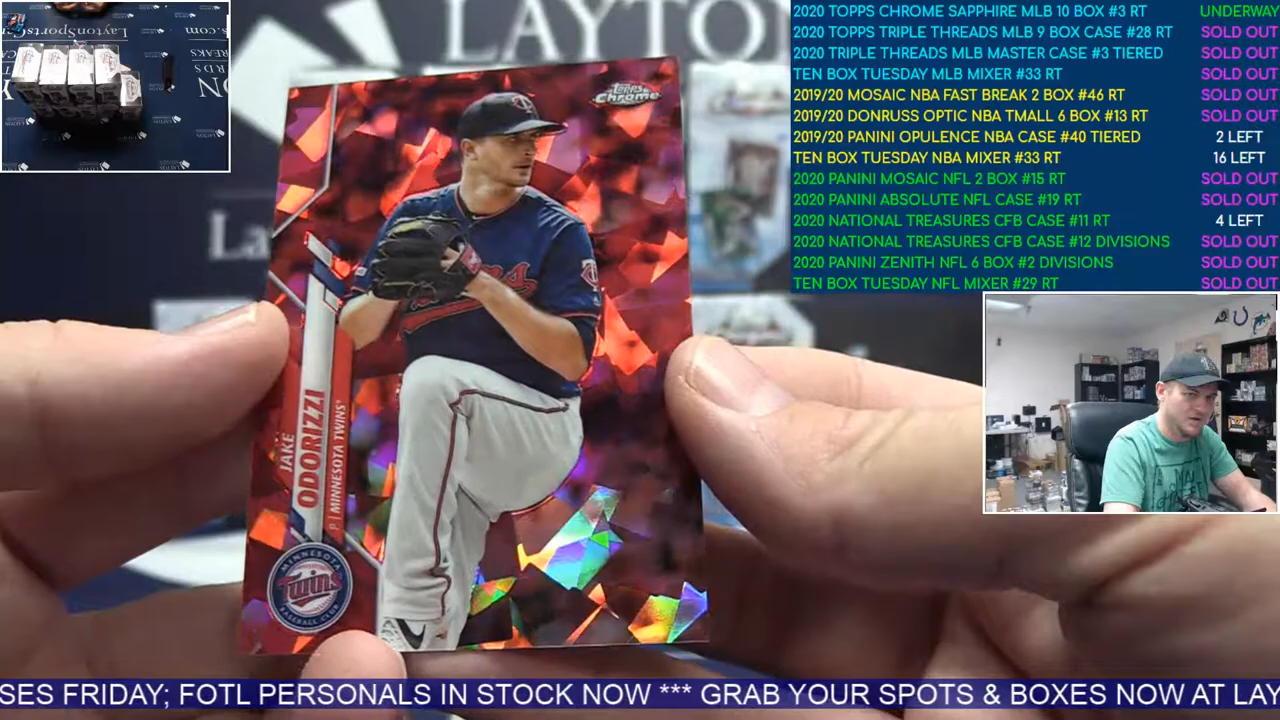 2020 TOPPS CHROME SAPPHIRE MLB 10 BOX #3 RT UNDERWAY
2020 TOPPS TRIPLE THREADS MLB 9 BOX CASE #28 RT SOLD OUT
2020 TRIPLE THREADS MLB MASTER CASE #3 TIERED SOLD OUT
TEN BOX TUESDAY MLB MIXER #33 RT SOLD OUT
2019/20 MOSAIC NBA FAST BREAK 2 BOX #46 RT SOLD OUT
2019/20 DONRUSS OPTIC NBA TMALL 6 BOX #13 RT SOLD OUT
2019/20 PANINI OPULENCE NBA CASE #40 TIERED 2 LEFT
TEN BOX TUESDAY NBA MIXER #33 RT 16 LEFT
2020 PANINI MOSAIC NFL 2 BOX #15 RT SOLD OUT
2020 PANINI ABSOLUTE NFL CASE #19 RT SOLD OUT
2020 NATIONAL TREASURES CFB CASE #11 RT 4 LEFT
2020 NATIONAL TREASURES CFB CASE #12 DIVISIONS SOLD OUT
2020 PANINI ZENITH NFL 6 BOX #2 DIVISIONS SOLD OUT
TEN BOX TUESDAY NFL MIXER #29 RT SOLD OUT
LAYTON
Topps Chrome
Twins
JAKE
ODORIZZI
P | MINNESOTA TWINS
MINNESOTA
Twins
BASEBALL CLUB
SES FRIDAY; FOTL PERSONALS IN STOCK NOW *** GRAB YOUR SPOTS & BOXES NOW AT LAY